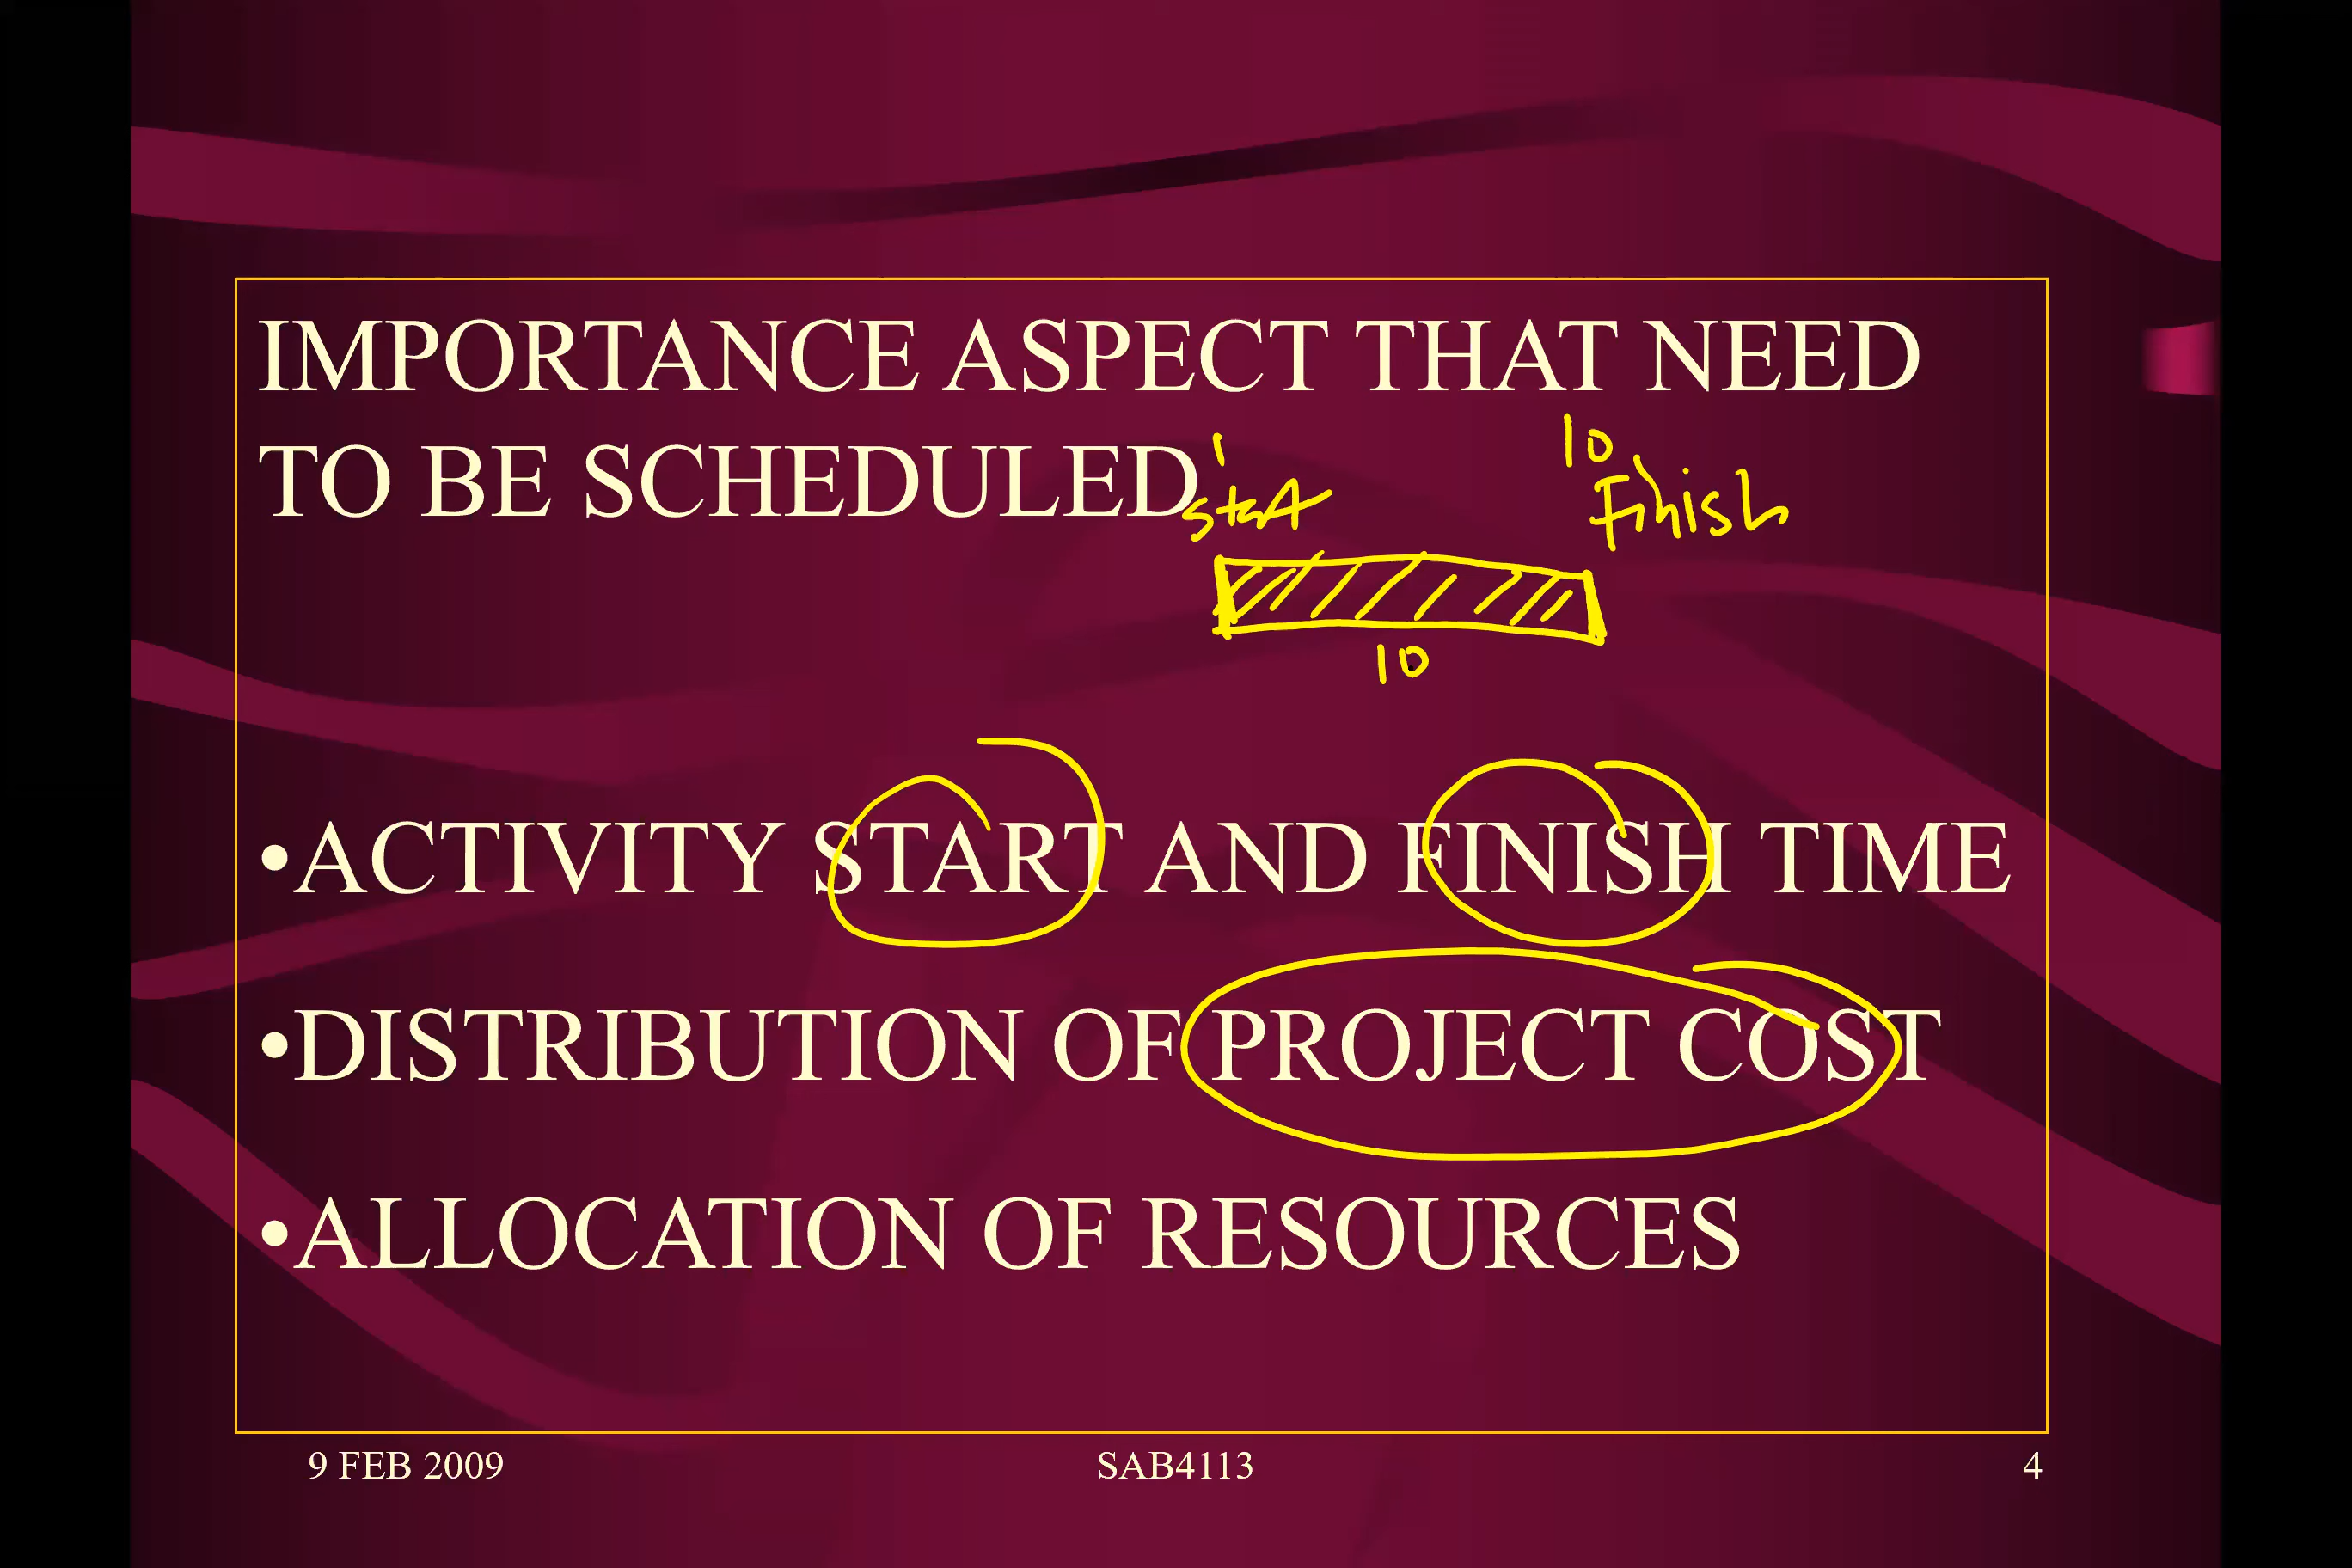 IMPORTANCE ASPECT THAT NEED
TO BE SCHEDULED
1
10
start
Finish
10
•ACTIVITY START AND FINISH TIME
•DISTRIBUTION OF PROJECT COST
•ALLOCATION OF RESOURCES
9 FEB 2009
SAB4113
4